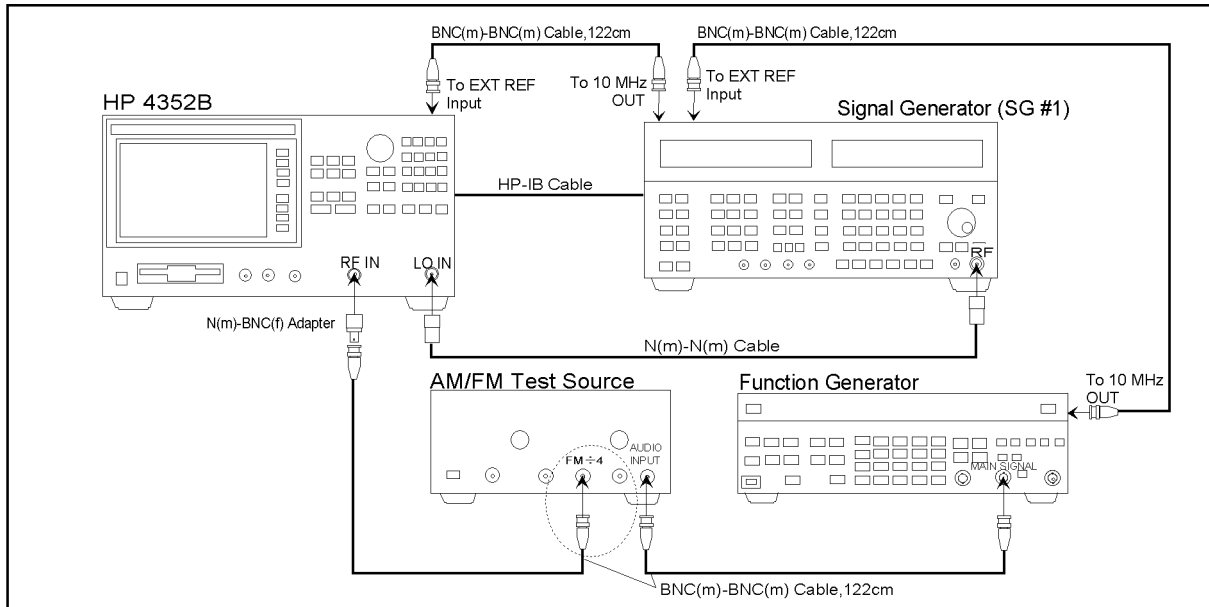 BNC(m)-BNC(m) Cable,122cm
BNC(m)-BNC(m) Cable,122cm
To EXT REF
Input
To 10 MHz
OUT
To EXT REF
Input
HP 4352B
Signal Generator (SG #1)
HP-IB Cable
RF IN
LO IN
RF
N(m)-BNC(f) Adapter
N(m)-N(m) Cable
AM/FM Test Source
Function Generator
To 10 MHz
OUT
AUDIO
INPUT
FM÷4
MAIN SIGNAL
BNC(m)-BNC(m) Cable,122cm